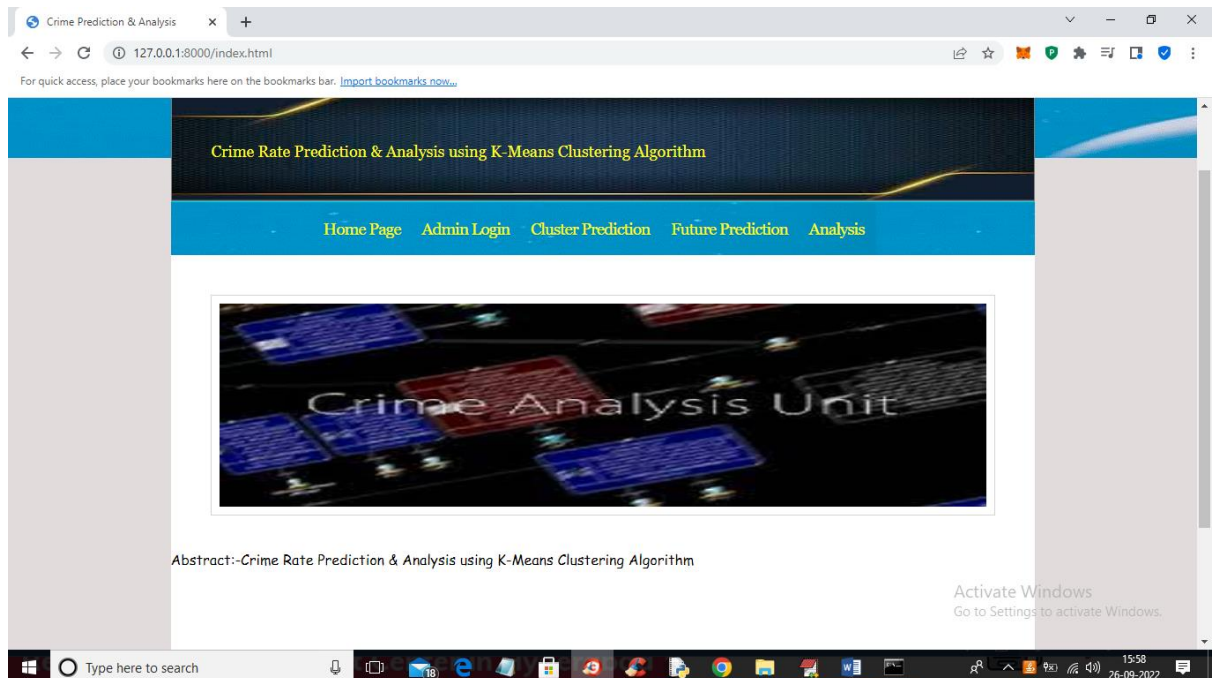 Crime Prediction & Analysis
127.0.0.1:8000/index.html
For quick access, place your bookmarks here on the bookmarks bar. Import bookmarks now...
Crime Rate Prediction & Analysis using K-Means Clustering Algorithm
Home Page Admin Login Cluster Prediction Future Prediction Analysis
Crime Analysis Unit
Abstract:-Crime Rate Prediction & Analysis using K-Means Clustering Algorithm
Activate Windows
Go to Settings to activate Windows.
Type here to search
18
15:58
26-09-2022